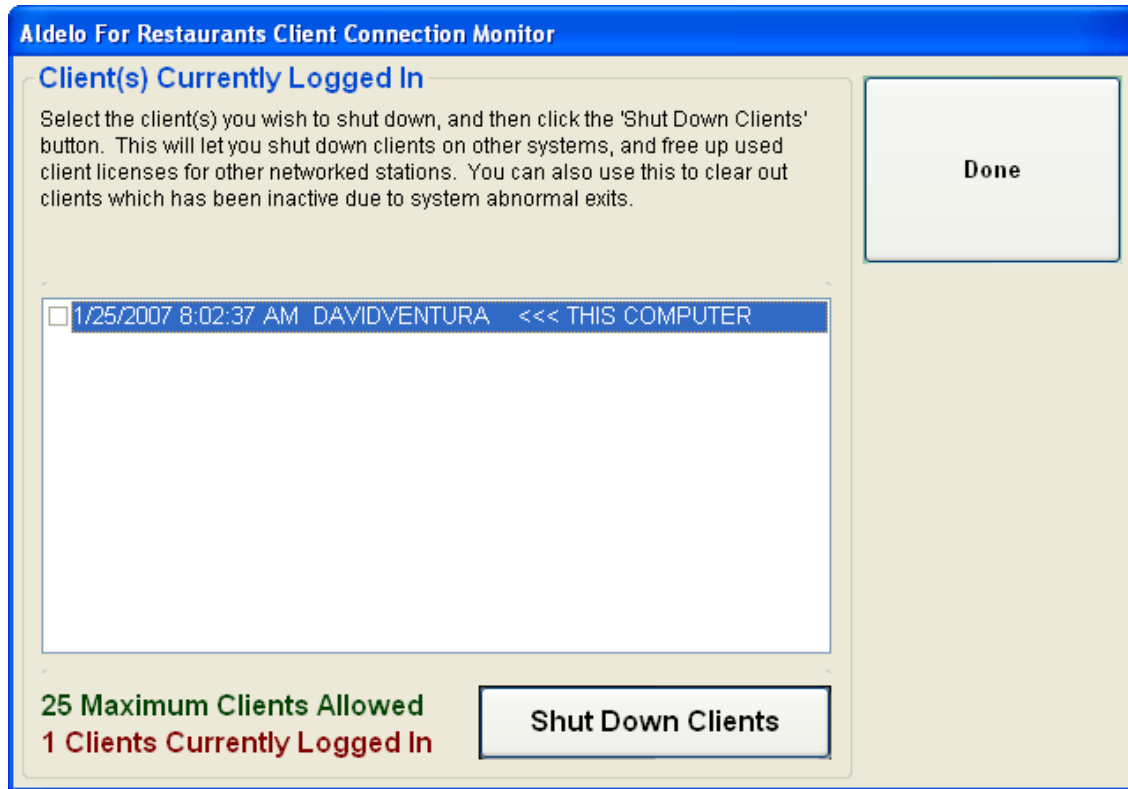 Aldelo For Restaurants Client Connection Monitor
Client(s) Currently Logged In
Select the client(s) you wish to shut down, and then click the 'Shut Down Clients'
button. This will let you shut down clients on other systems, and free up used
client licenses for other networked stations. You can also use this to clear out
clients which has been inactive due to system abnormal exits.
Done
1/25/2007 8:02:37 AM DAVIDVENTURA <<< THIS COMPUTER
25 Maximum Clients Allowed
1 Clients Currently Logged In
Shut Down Clients